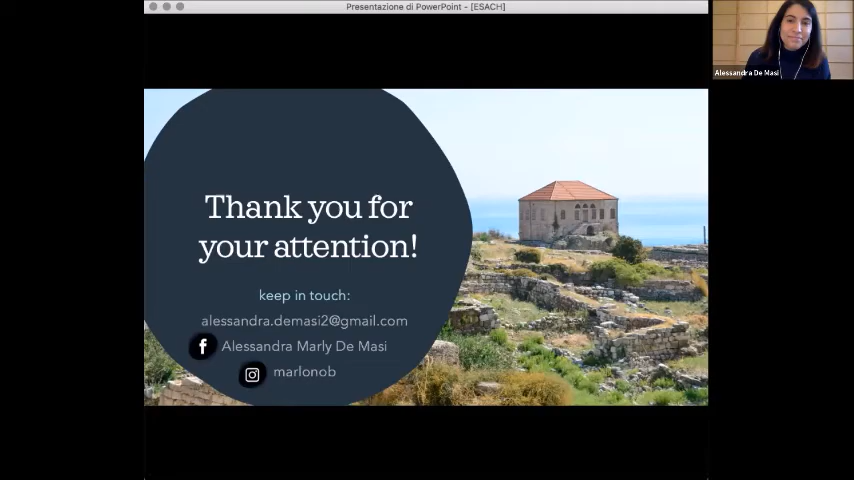 Presentazione di PowerPoint - [ESACH]
Alessandra De Masi
Thank you for
your attention!
keep in touch:
alessandra.demasi2@gmail.com
Alessandra Marly De Masi
marlonob